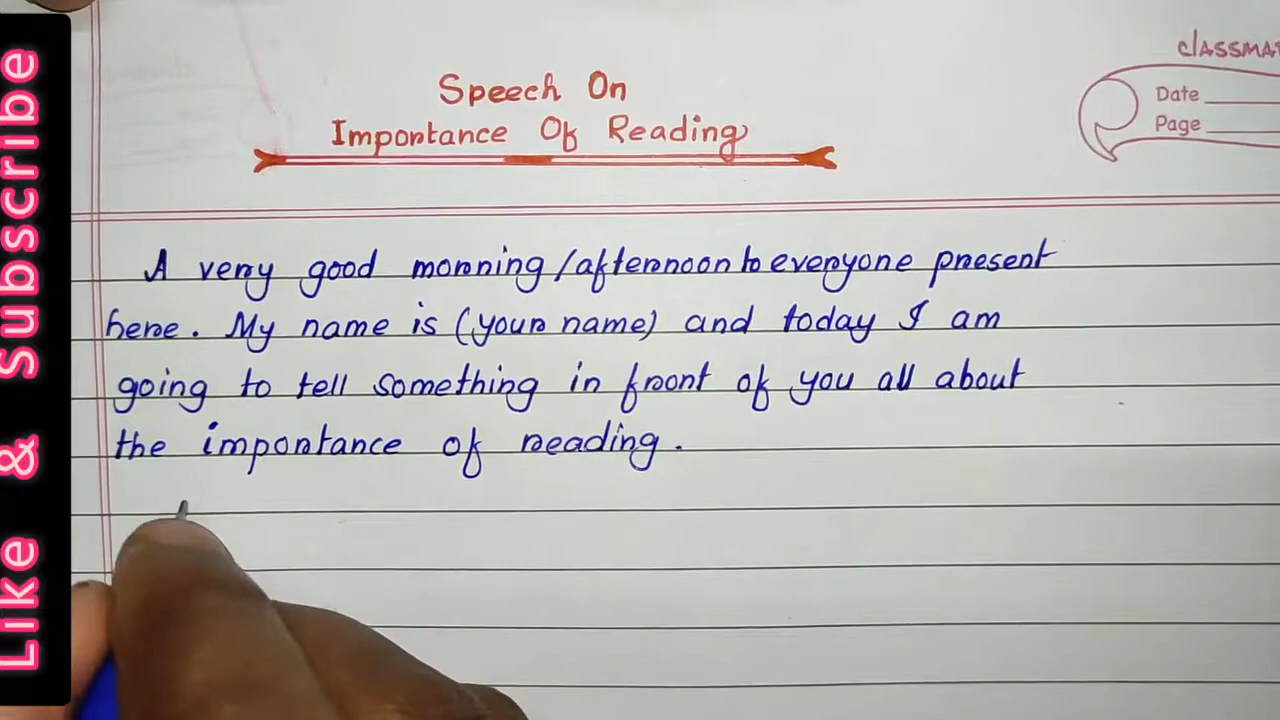 Like & Subscribe
classma
Date
Page
Speech On
Importance Of Reading
A very good morning/afternoon to everyone present
here. My name is (your name) and today I am
going to tell something in front of you all about
the importance of reading.